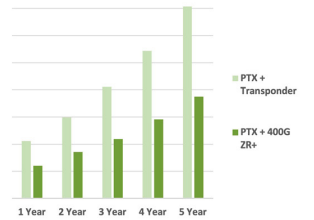 PTX +
Transponder
PTX + 400G
ZR+
1 Year 2 Year 3 Year 4 Year 5 Year